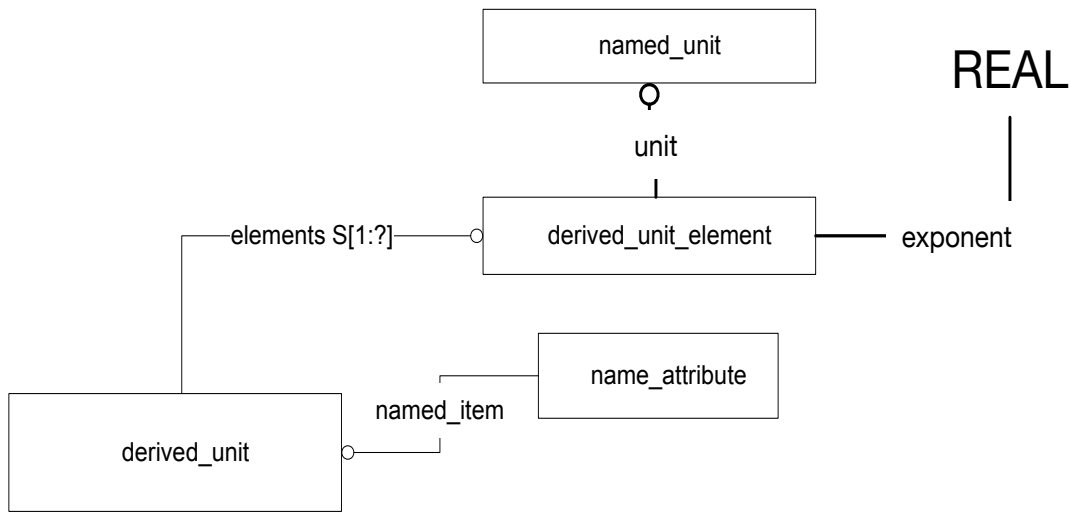 named_unit
REAL
unit
elements S[1:?]
derived_unit_element
exponent
name_attribute
named_item
derived_unit